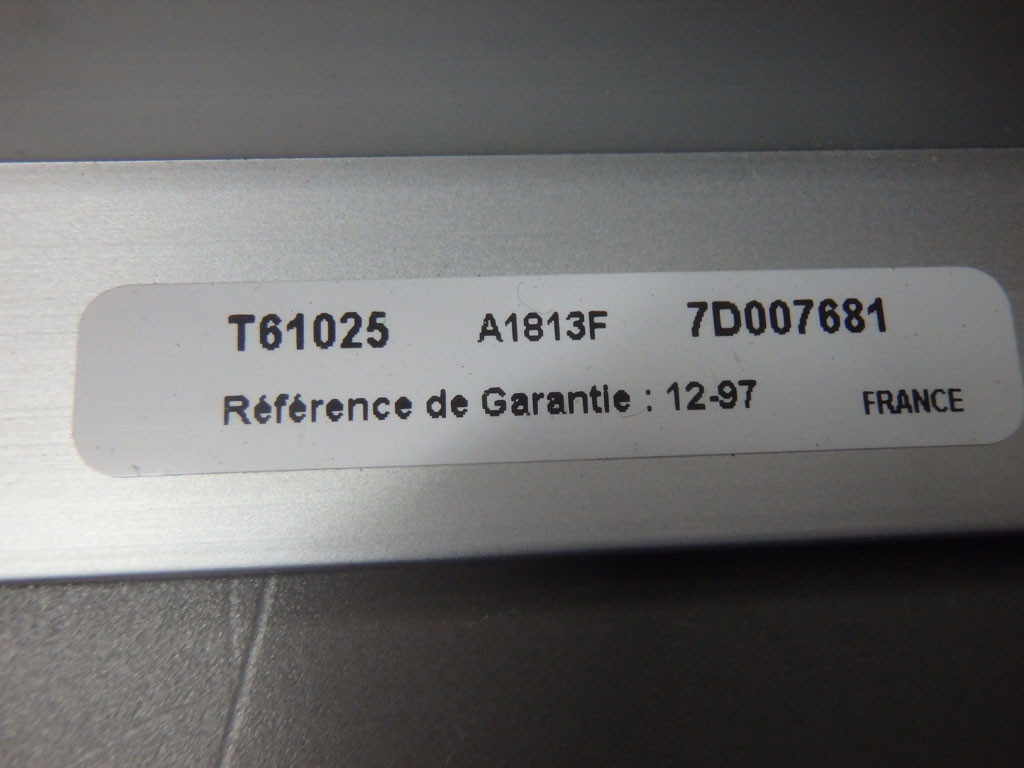 T61025 A1813F 7D007681
Référence de Garantie : 12-97 FRANCE